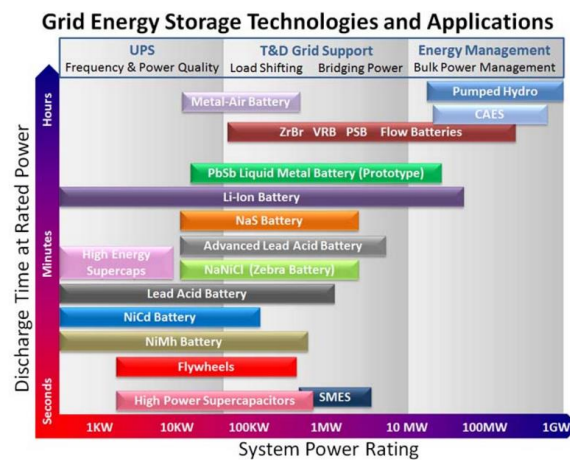 Grid Energy Storage Technologies and Applications
UPS
Frequency & Power Quality
T&D Grid Support
Load Shifting Bridging Power
Energy Management
Bulk Power Management
Discharge Time at Rated Power
Hours
Minutes
Seconds
Pumped Hydro
Metal-Air Battery
CAES
ZrBr VRB PSB Flow Batteries
PbSb Liquid Metal Battery (Prototype)
Li-Ion Battery
NaS Battery
Advanced Lead Acid Battery
High Energy
Supercaps
NaNiCl (Zebra Battery)
Lead Acid Battery
NiCd Battery
NiMh Battery
Flywheels
SMES
High Power Supercapacitors
1KW 10KW 100KW 1MW 10 MW 100MW 1GW
System Power Rating